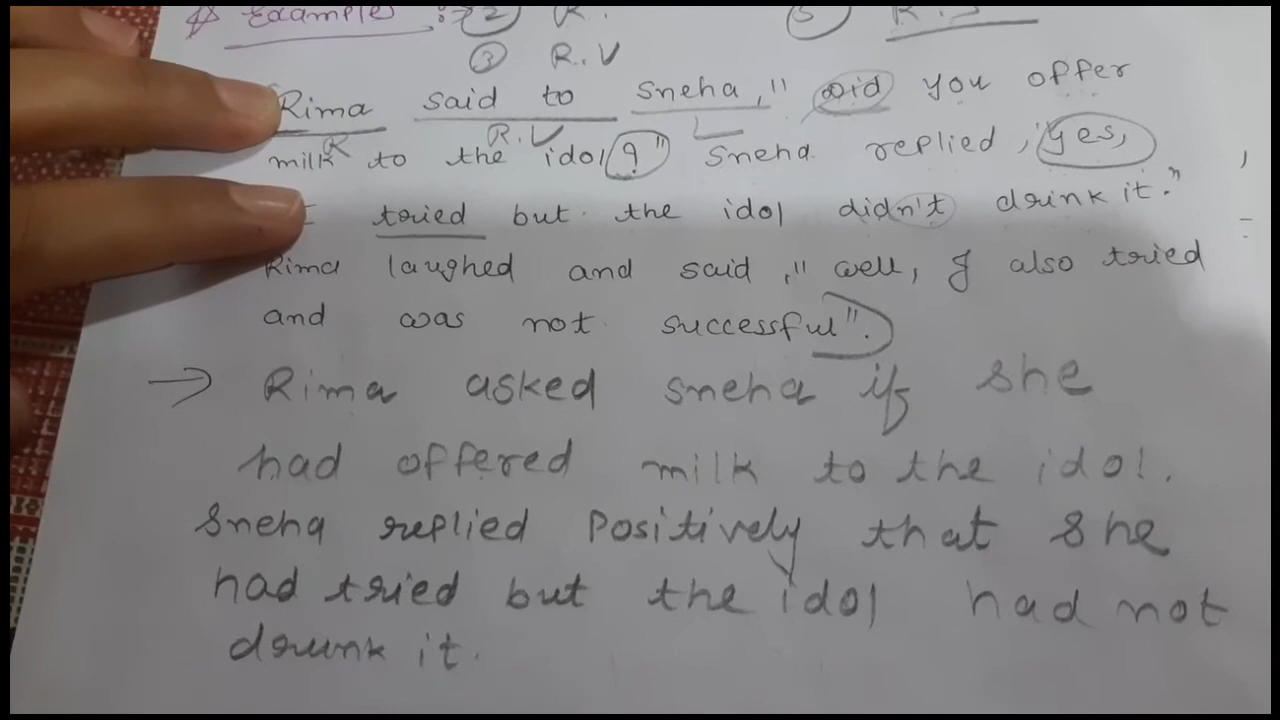 * Examples :→ ② R. ⑤ R.S
③ R.V
Rima said to Sneha," Did you offer
R R.V L
milk to the idol?" Sneha replied,"yes,
I tried but the idol didn't drink it."
Rima laughed and said," well, I also tried
and was not successful".
→ Rima asked Sneha if she
had offered milk to the idol.
Sneha replied Positively that she
had tried but the idol had not
drunk it.